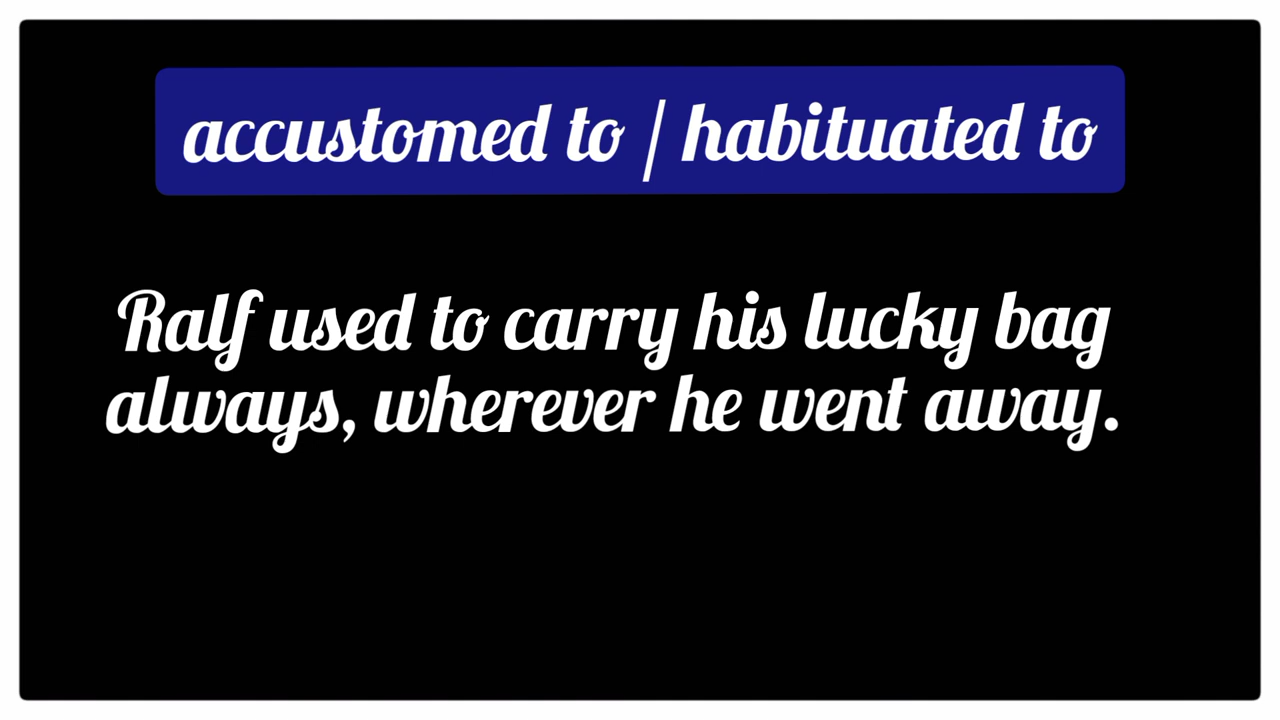 accustomed to / habituated to
Ralf used to carry his lucky bag
always, wherever he went away.